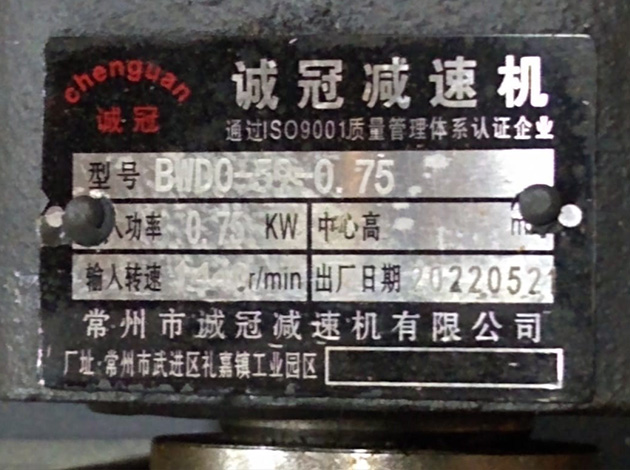 chenguan
诚冠
诚冠减速机
通过ISO9001质量管理体系认证企业
型号 BWD0-59-0.75
输入功率 0.75 KW 中心高
输入转速 r/min 出厂日期 20220521
常州市诚冠减速机有限公司
厂址·常州市武进区礼嘉镇工业园区